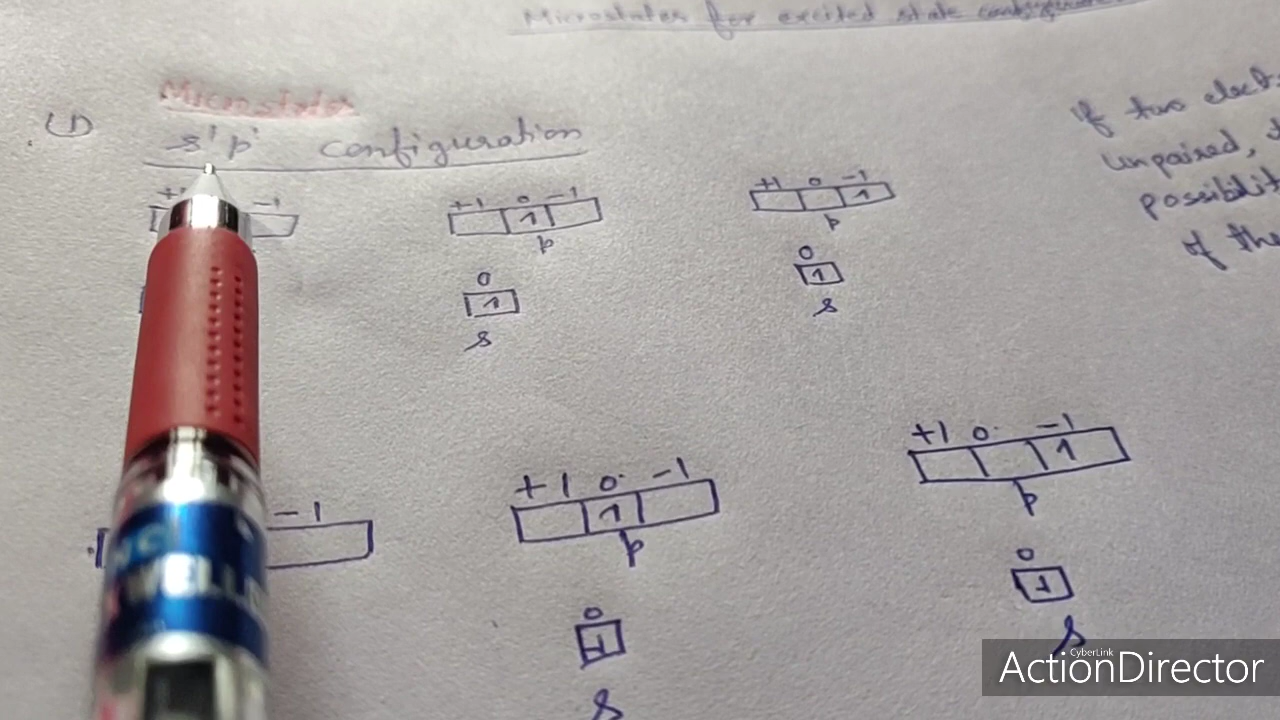 Microstates for excited state
Microstates
(1)
s¹p¹ configuration
If two elect
unpaired,
possibilit
of the
-1
+1 0 -1
1
p
0
1
s
+1 0 -1
1
p
0
1
s
-1
+1 0 -1
1
p
0
s
+1 0 -1
1
p
0
s
WELL
CyberLink
ActionDirector